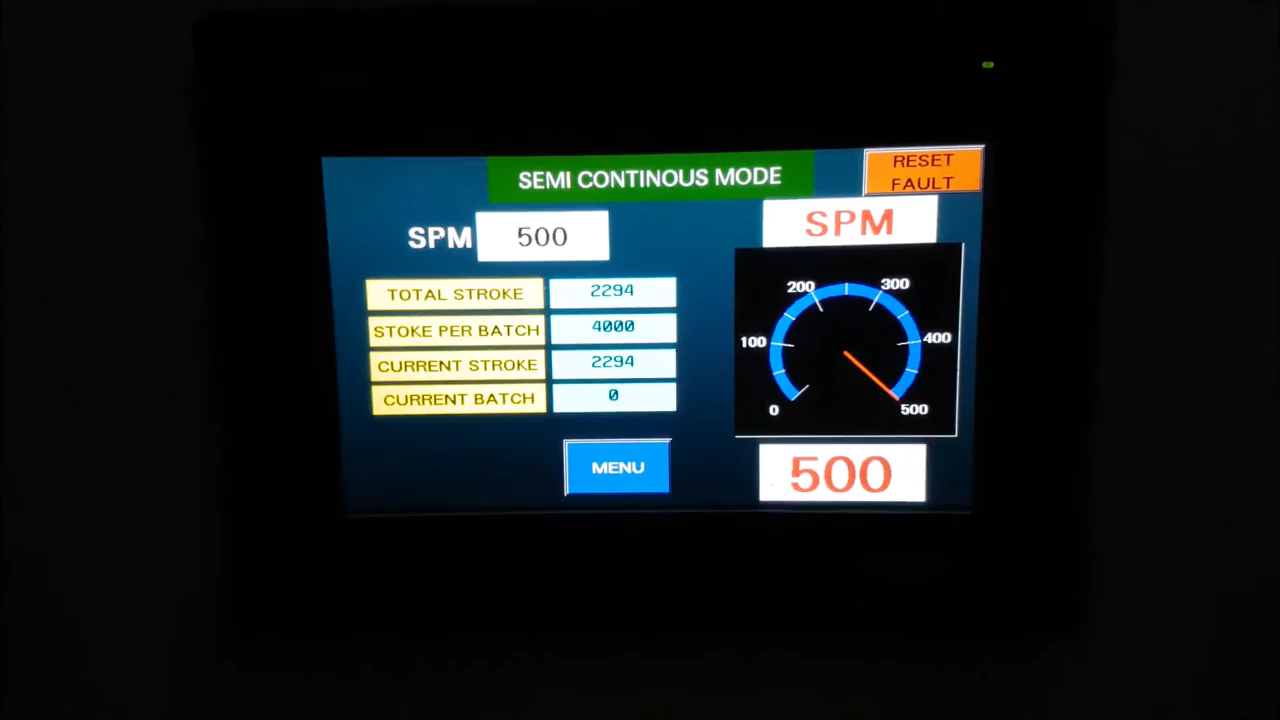 SEMI CONTINOUS MODE
RESET
FAULT
SPM 500
SPM
TOTAL STROKE 2294
STOKE PER BATCH 4000
CURRENT STROKE 2294
CURRENT BATCH 0
200 300
100 400
0 500
MENU
500